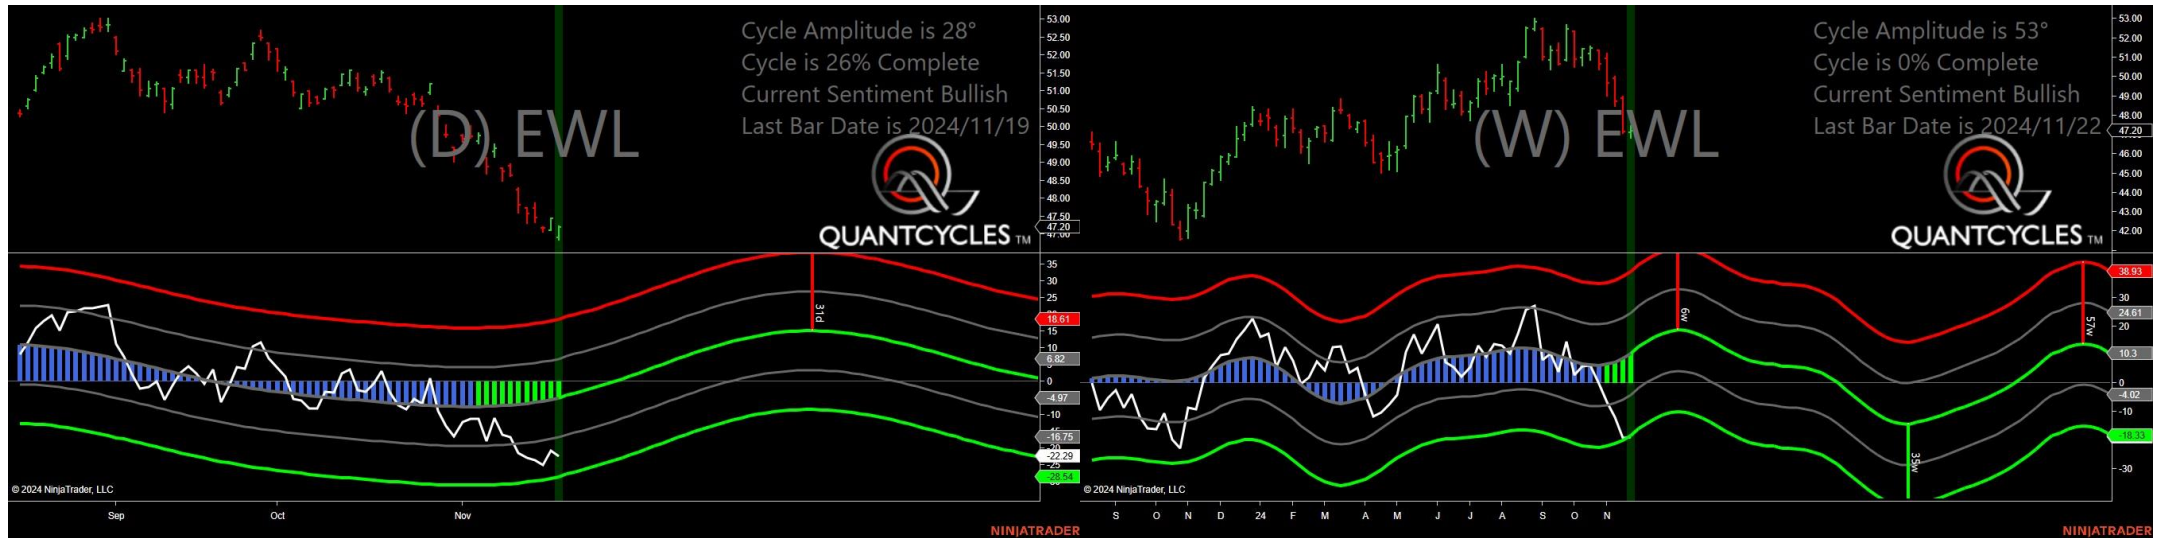 Cycle Amplitude is 28°
Cycle is 26% Complete
Current Sentiment Bullish
Last Bar Date is 2024/11/19
(D) EWL
QUANTCYCLES TM
53.00
52.50
52.00
51.50
51.00
50.50
50.00
49.50
49.00
48.50
48.00
47.50
47.20
47.00
35
30
25
20
18.61
15
10
6.82
5
0
-4.97
-10
-16.75
-22.29
-25
-28.54
31d
© 2024 NinjaTrader, LLC
Sep
Oct
Nov
NINJATRADER
Cycle Amplitude is 53°
Cycle is 0% Complete
Current Sentiment Bullish
Last Bar Date is 2024/11/22
(W) EWL
QUANTCYCLES TM
53.00
52.00
51.00
50.00
49.00
48.00
47.20
46.00
45.00
44.00
43.00
42.00
38.93
30
24.61
20
10.3
0
-4.02
-10
-18.33
-30
6w
57w
35w
© 2024 NinjaTrader, LLC
S O N D 24 F M A M J J A S O N
NINJATRADER